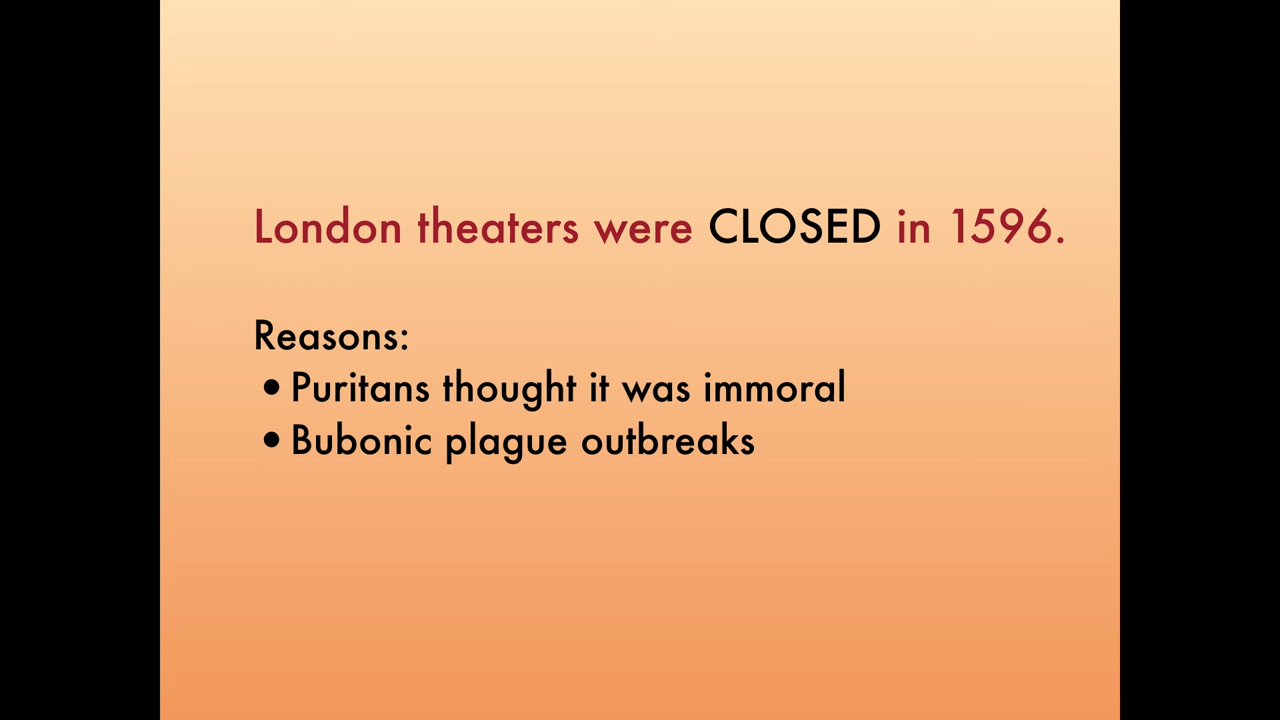 London theaters were CLOSED in 1596.
Reasons:
• Puritans thought it was immoral
• Bubonic plague outbreaks